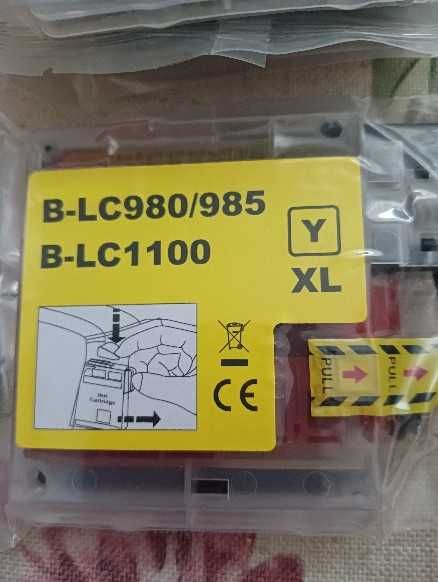 B-LC980/985
B-LC1100
Y
XL
Ink
Cartridge
CE
PULL
PULL